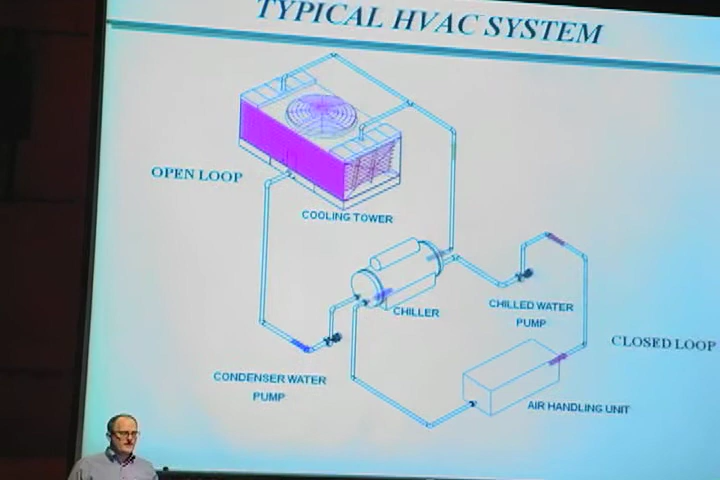 TYPICAL HVAC SYSTEM
OPEN LOOP
COOLING TOWER
CHILLER
CHILLED WATER
PUMP
CLOSED LOOP
CONDENSER WATER
PUMP
AIR HANDLING UNIT